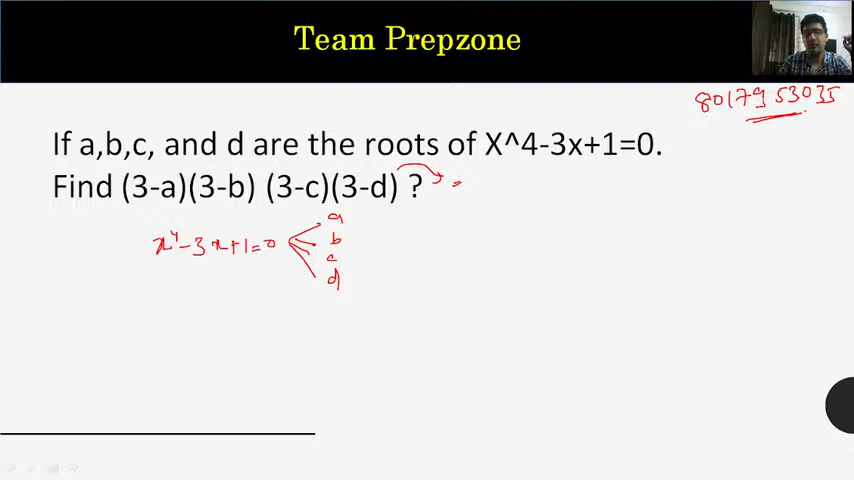 Team Prepzone
8017953035
If a,b,c, and d are the roots of X^4-3x+1=0.
Find (3-a)(3-b) (3-c)(3-d) ?
x⁴-3x+1=0
a
b
c
d